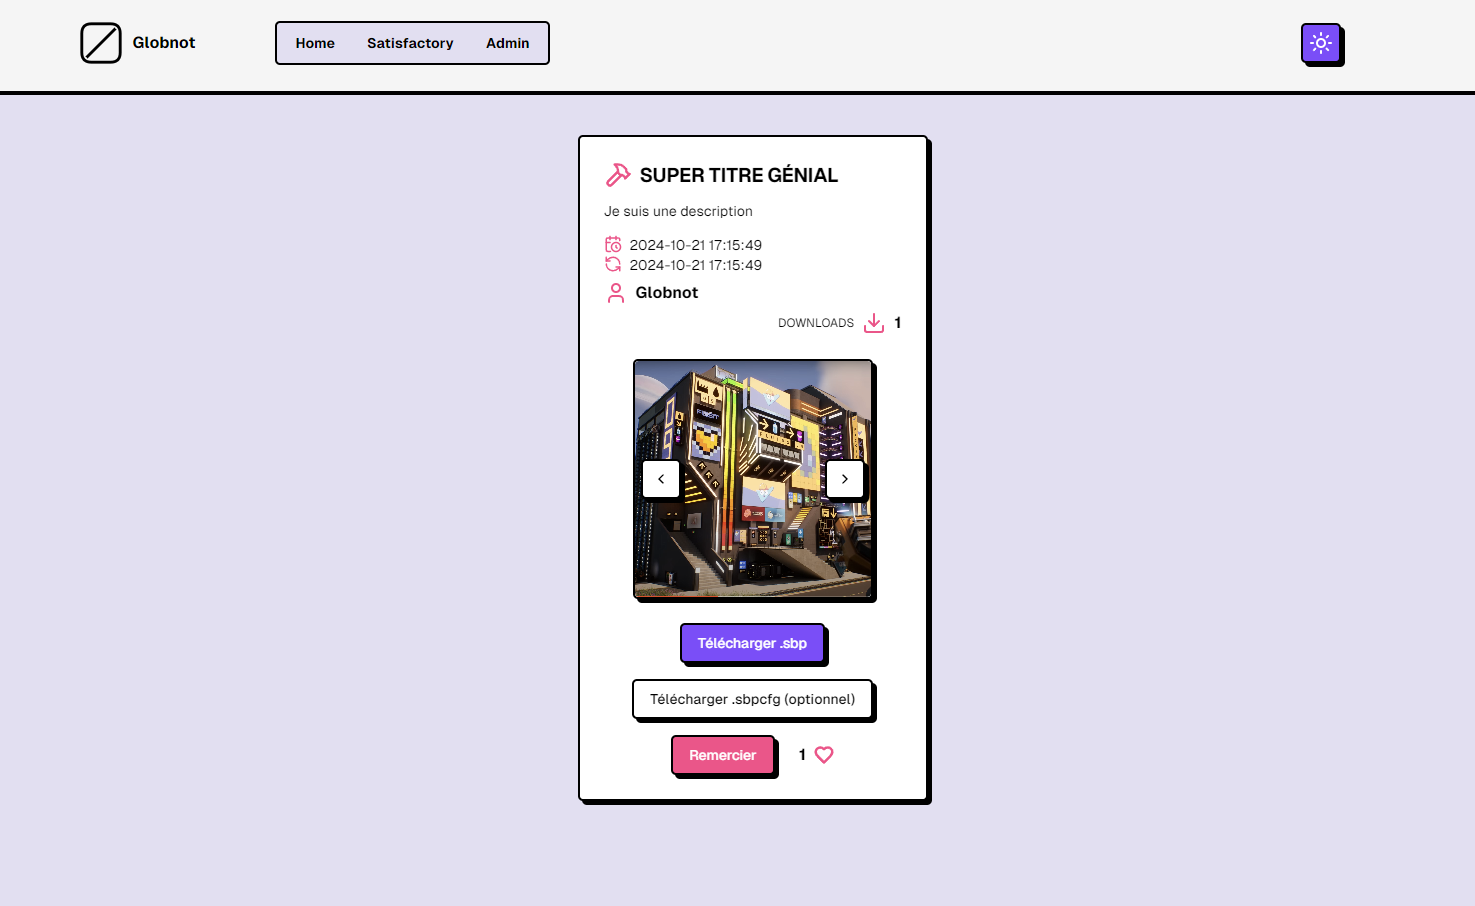 Globnot
Home Satisfactory Admin
SUPER TITRE GÉNIAL
Je suis une description
2024-10-21 17:15:49
2024-10-21 17:15:49
Globnot
DOWNLOADS 1
Télécharger .sbp
Télécharger .sbpcfg (optionnel)
Remercier 1